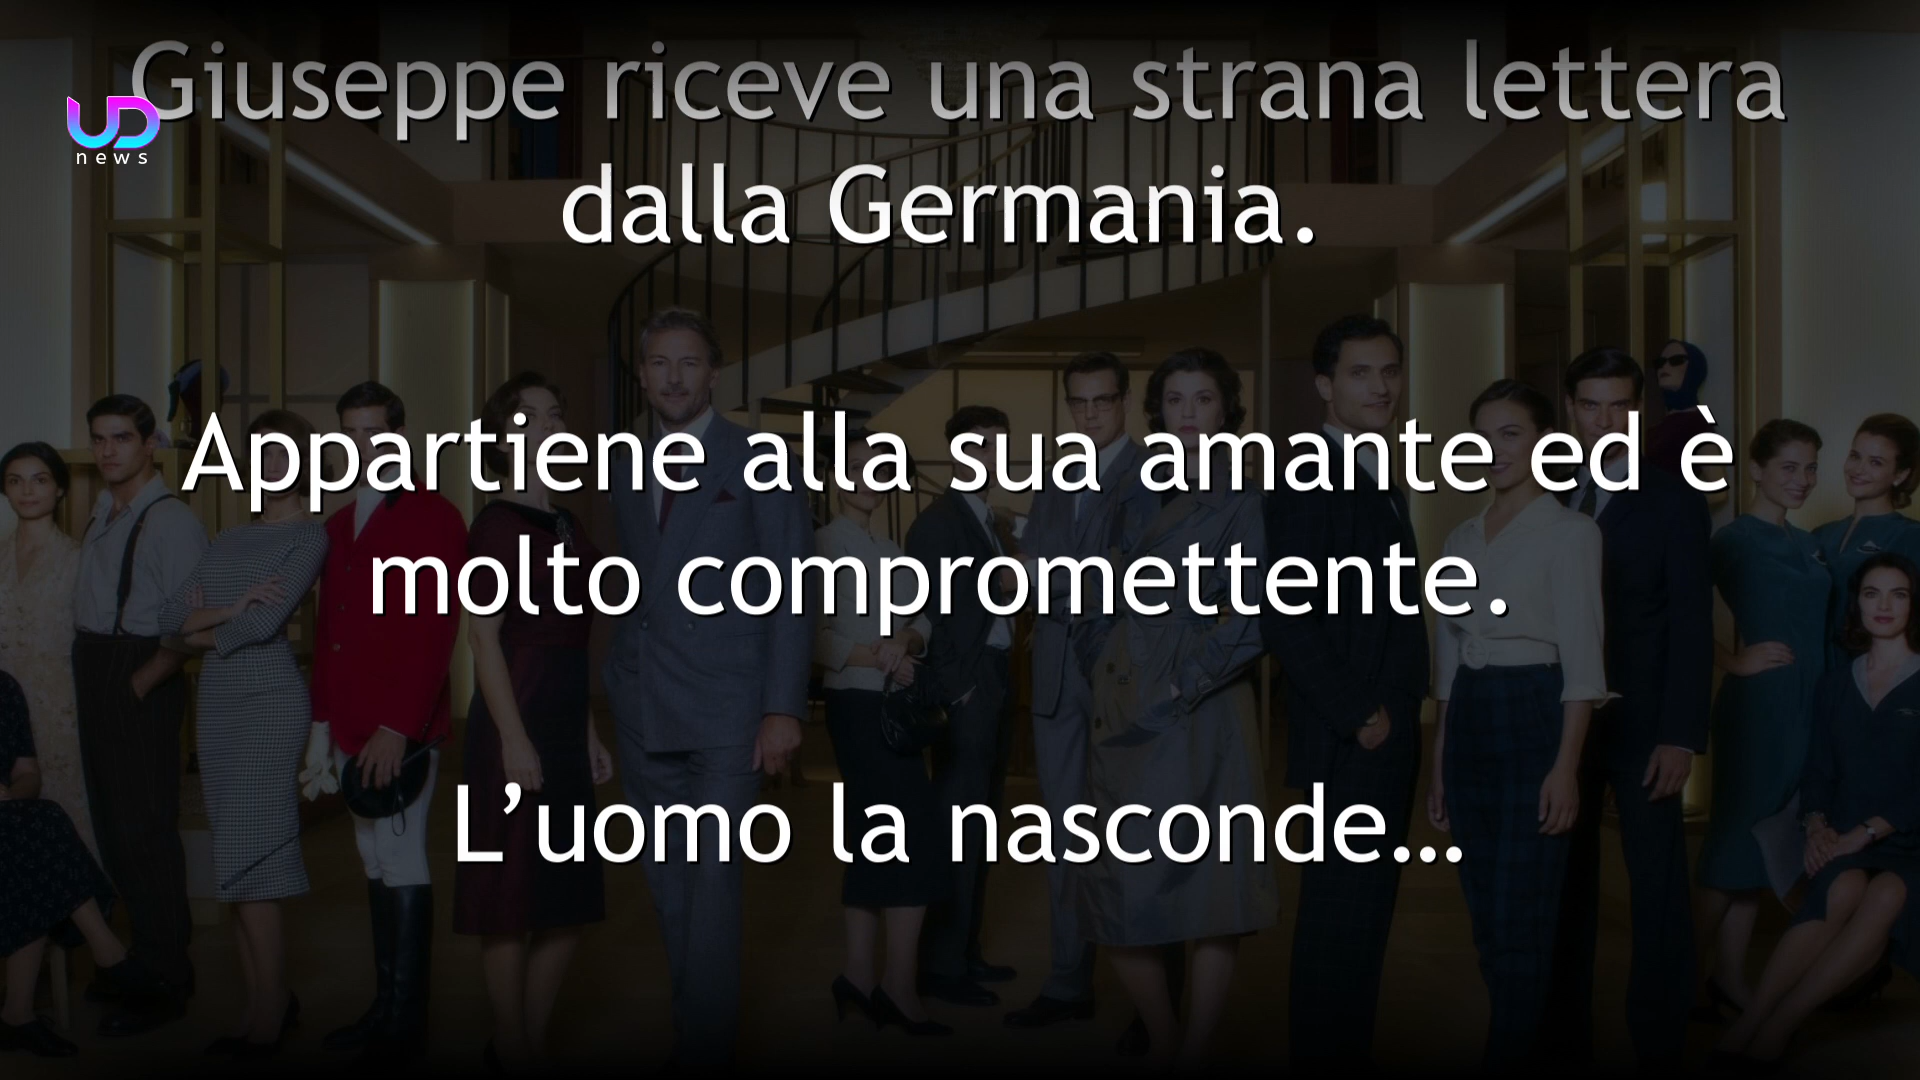 Giuseppe riceve una strana lettera
dalla Germania.
UD
news
Appartiene alla sua amante ed è
molto compromettente.
L’uomo la nasconde…